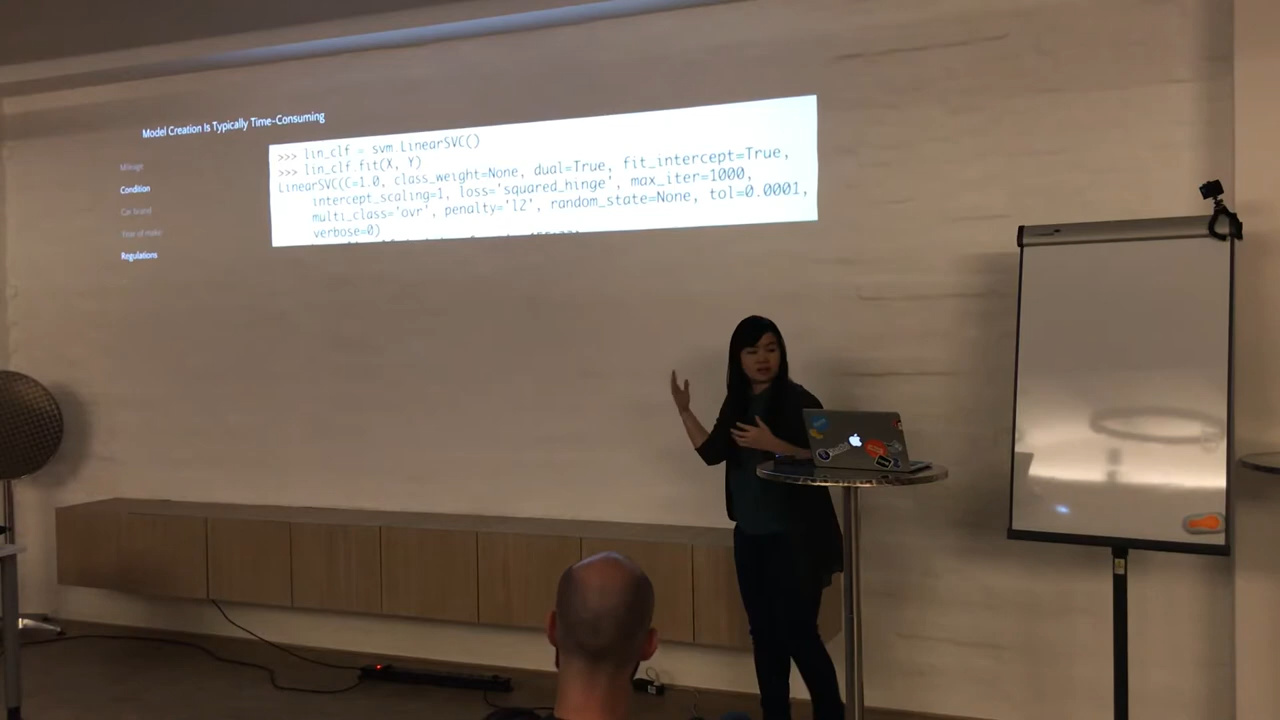 Model Creation Is Typically Time-Consuming
Mileage
Condition
Car brand
Year of make
Regulations
>>> lin_clf = svm.LinearSVC()
>>> lin_clf.fit(X, Y)
LinearSVC(C=1.0, class_weight=None, dual=True, fit_intercept=True,
intercept_scaling=1, loss='squared_hinge', max_iter=1000,
multi_class='ovr', penalty='l2', random_state=None, tol=0.0001,
verbose=0)